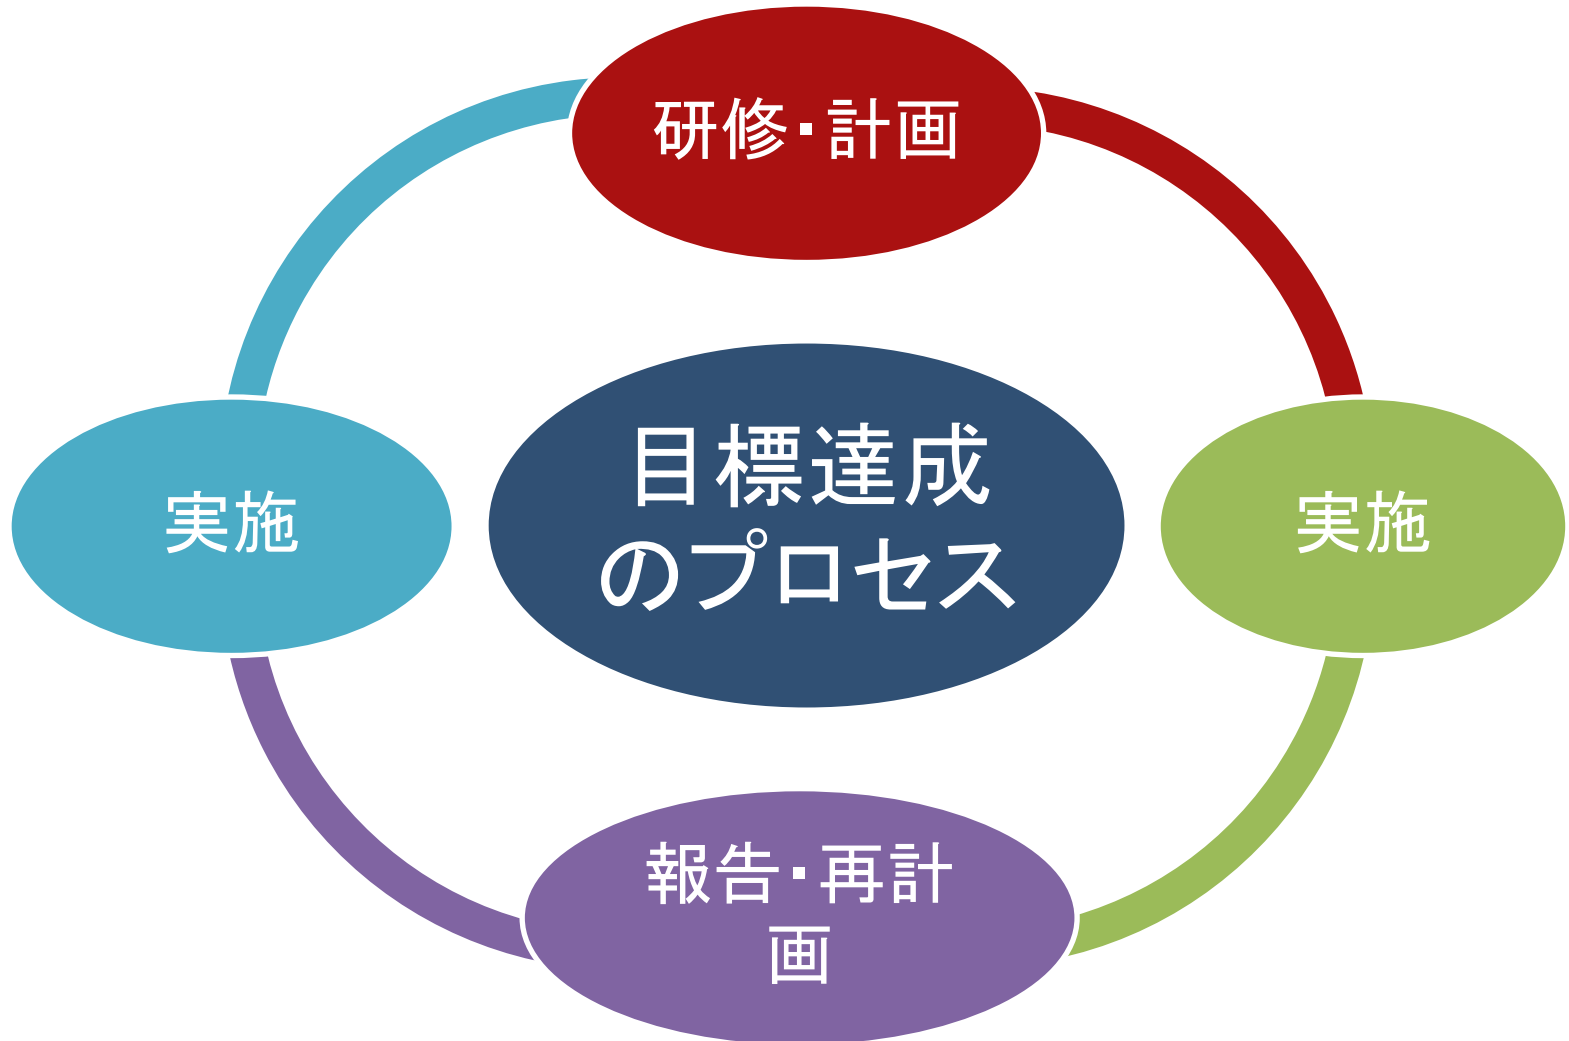 研修・計画
実施
目標達成
のプロセス
実施
報告・再計
画